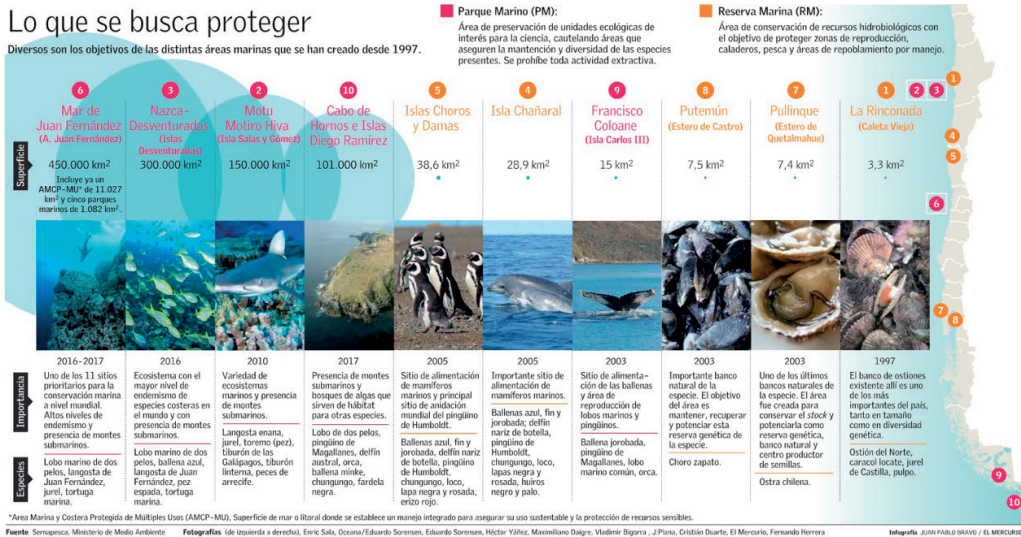 Lo que se busca proteger
Diversos son los objetivos de las distintas áreas marinas que se han creado desde 1997.
Parque Marino (PM):
Área de preservación de unidades ecológicas de
interés para la ciencia, cautelando áreas que
aseguren la mantención y diversidad de las especies
presentes. Se prohíbe toda actividad extractiva.
Reserva Marina (RM):
Área de conservación de recursos hidrobiológicos con
el objetivo de proteger zonas de reproducción,
caladeros, pesca y áreas de repoblamiento por manejo.
Superficie
6
Mar de
Juan Fernández
(A. Juan Fernández)
450.000 km²
Incluye ya un
AMCP-MU* de 11.027
km² y cinco parques
marinos de 1.082 km².
3
Nazca-
Desventuradas
(Islas
Desventuradas)
300.000 km²
2
Motu
Motiro Hiva
(Isla Salas y Gómez)
150.000 km²
10
Cabo de
Hornos e Islas
Diego Ramírez
101.000 km²
5
Islas Choros
y Damas
38,6 km²
4
Isla Chañaral
28,9 km²
9
Francisco
Coloane
(Isla Carlos III)
15 km²
8
Putemún
(Estero de Castro)
7,5 km²
7
Pullinque
(Estero de
Quetalmahue)
7,4 km²
1
La Rinconada
(Caleta Vieja)
3,3 km²
Importancia
Especies
2016-2017
Uno de los 11 sitios
prioritarios para la
conservación marina
a nivel mundial.
Altos niveles de
endemismo y
presencia de montes
submarinos.
Lobo marino de dos
pelos, langosta de
Juan Fernández,
jurel, tortuga
marina.
2016
Ecosistema con el
mayor nivel de
endemismo de
especies costeras en
el mundo y con
presencia de montes
submarinos.
Lobo marino de dos
pelos, ballena azul,
langosta de Juan
Fernández, pez
espada, tortuga
marina.
2010
Variedad de
ecosistemas
marinos y presencia
de montes
submarinos.
Langosta enana,
jurel, toremo (pez),
tiburón de las
Galápagos, tiburón
linterna, peces de
arrecife.
2017
Presencia de montes
submarinos y
bosques de algas que
sirven de hábitat
para otras especies.
Lobo de dos pelos,
pingüino de
Magallanes, delfín
austral, orca,
ballena minke,
chungungo, fardela
negra.
2005
Sitio de alimentación
de mamíferos
marinos y principal
sitio de anidación
mundial del pingüino
de Humboldt.
Ballenas azul, fin y
jorobada, delfín nariz
de botella, pingüino
de Humboldt,
chungungo, loco,
lapa negra y rosada,
erizo rojo.
2005
Importante sitio de
alimentación de
mamíferos marinos.
Ballenas azul, fin y
jorobada; delfín
nariz de botella,
pingüino de
Humboldt,
chungungo, loco,
lapas negra y
rosada, huiros
negro y palo.
2003
Sitio de alimenta-
ción de las ballenas
y área de
reproducción de
lobos marinos y
pingüinos.
Ballena jorobada,
pingüino de
Magallanes, lobo
marino común, orca.
2003
Importante banco
natural de la
especie. El objetivo
del área es
mantener, recuperar
y potenciar esta
reserva genética de
la especie.
Choro zapato.
2003
Uno de los últimos
bancos naturales de
la especie. El área
fue creada para
conservar el stock y
potenciarla como
reserva genética,
banco natural y
centro productor
de semillas.
Ostra chilena.
1997
El banco de ostiones
existente allí es uno
de los más
importantes del país,
tanto en tamaño
como en diversidad
genética.
Ostión del Norte,
caracol locate, jurel
de Castilla, pulpo.
1
2
3
4
5
6
7
8
9
10
*Area Marina y Costera Protegida de Múltiples Usos (AMCP-MU), Superficie de mar o litoral donde se establece un manejo integrado para asegurar su uso sustentable y la protección de recursos sensibles.
Fuente Sernapesca, Ministerio de Medio Ambiente
Fotografías (de izquierda a derecha), Enric Sala, Oceana/Eduardo Sorensen, Eduardo Sorensen, Héctor Yáñez, Maximiliano Daigre, Vladimir Bigorra , J.Plana, Cristián Duarte, El Mercurio, Fernando Herrera
Infografía JUAN PABLO BRAVO / EL MERCURIO